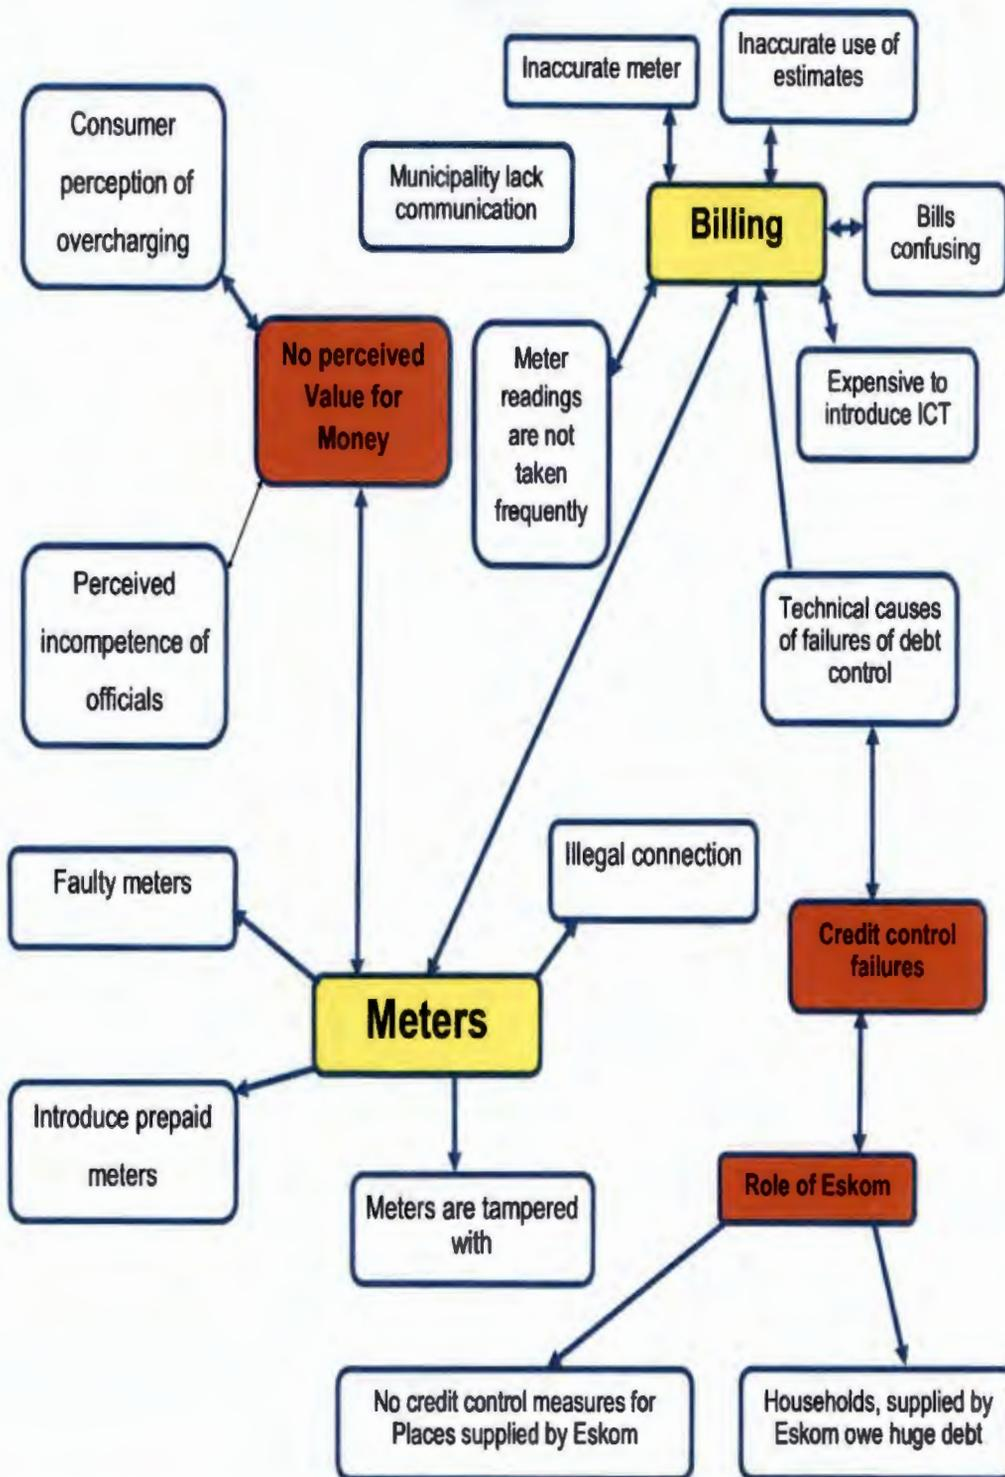 Inaccurate meter
Inaccurate use of
estimates
Consumer
perception of
overcharging
Municipality lack
communication
Billing
Bills
confusing
No perceived
Value for
Money
Meter
readings
are not
taken
frequently
Expensive to
introduce ICT
Perceived
incompetence of
officials
Technical causes
of failures of debt
control
Faulty meters
Illegal connection
Credit control
failures
Meters
Introduce prepaid
meters
Meters are tampered
with
Role of Eskom
No credit control measures for
Places supplied by Eskom
Households, supplied by
Eskom owe huge debt